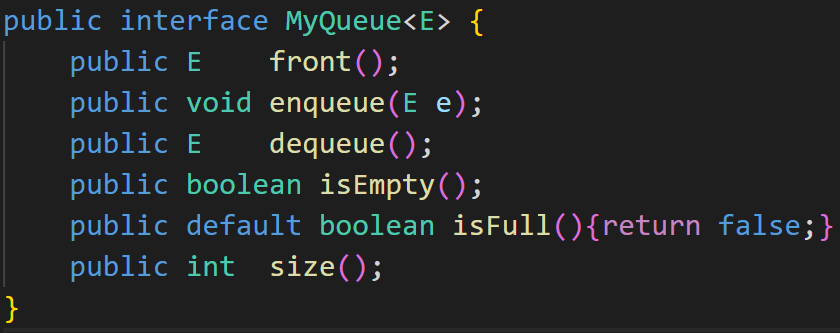 public interface MyQueue<E> {
    public E    front();
    public void enqueue(E e);
    public E    dequeue();
    public boolean isEmpty();
    public default boolean isFull(){return false;}
    public int  size();
}